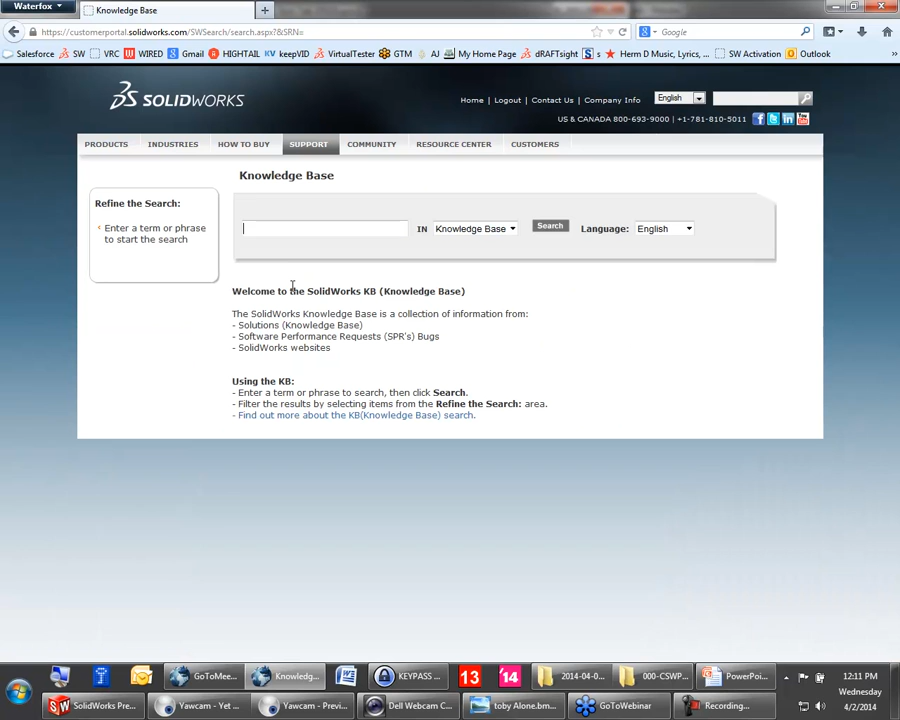 Waterfox
Knowledge Base
https://customerportal.solidworks.com/SWSearch/search.aspx?&SRN=
Google
Salesforce
SW
VRC
WIRED
Gmail
HIGHTAIL
KV keepVID
VirtualTester
GTM
AJ
My Home Page
dRAFTsight
S s
Herm D Music, Lyrics, ...
SW Activation
Outlook
SOLIDWORKS
Home | Logout | Contact Us | Company Info
English
US & CANADA 800-693-9000 | +1-781-810-5011
PRODUCTS INDUSTRIES HOW TO BUY SUPPORT COMMUNITY RESOURCE CENTER CUSTOMERS
Knowledge Base
Refine the Search:
Enter a term or phrase
to start the search
IN Knowledge Base Search Language: English
Welcome to the SolidWorks KB (Knowledge Base)
The SolidWorks Knowledge Base is a collection of information from:
- Solutions (Knowledge Base)
- Software Performance Requests (SPR's) Bugs
- SolidWorks websites
Using the KB:
- Enter a term or phrase to search, then click Search.
- Filter the results by selecting items from the Refine the Search: area.
- Find out more about the KB(Knowledge Base) search.
GoToMee...
Knowledg...
KEYPASS ...
13
14
2014-04-0...
000-CSWP...
PowerPoi...
12:11 PM
Wednesday
4/2/2014
SolidWorks Pre...
Yawcam - Yet ...
Yawcam - Previ...
Dell Webcam C...
toby Alone.bm...
GoToWebinar
Recording...